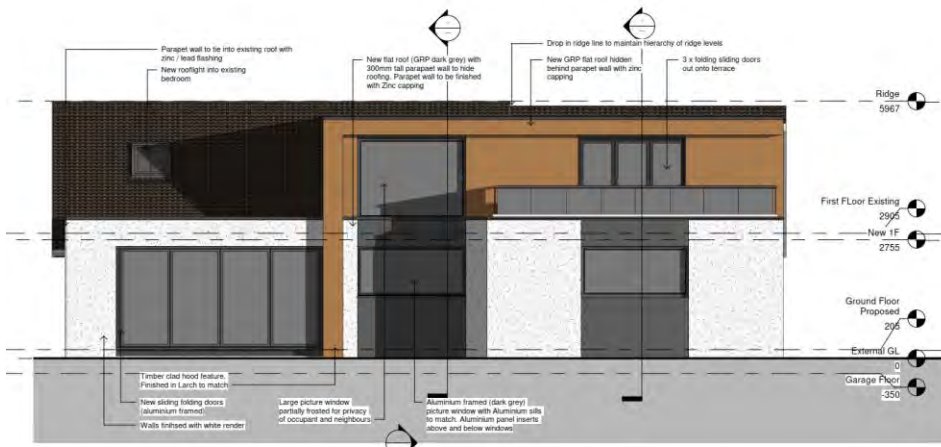 Parapet wall to tie into existing roof with
zinc / lead flashing
New rooflight into existing
bedroom
New flat roof (GRP dark grey) with
300mm tall parapaet wall to hide
roofing. Parapet wall to be finished
with Zinc capping
Drop in ridge line to maintain hierarchy of ridge levels
New GRP flat roof hidden
behind parapet wall with zinc
capping
3 x folding sliding doors
out onto terrace
Ridge
5967
First FLoor Existing
2905
New 1F
2755
Ground Floor
Proposed
205
External GL
0
Garage Floor
-350
Timber clad hood feature.
Finished in Larch to match
New sliding folding doors
(aluminium framed)
Walls finihsed with white render
Large picture window
partially frosted for privacy
of occupant and neighbours
Aluminium framed (dark grey)
picture window with Aluminium sills
to match. Aluminium panel inserts
above and below windows